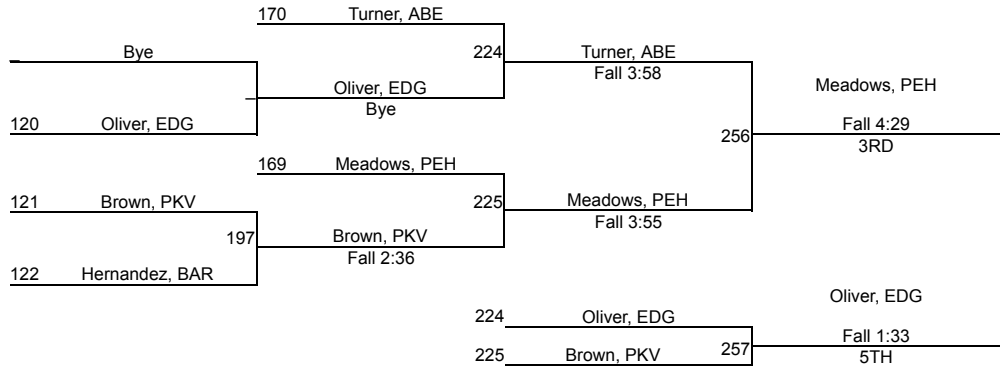 170 Turner, ABE
Bye
224
Turner, ABE
Fall 3:58
Oliver, EDG
Bye
120 Oliver, EDG
Meadows, PEH
256
Fall 4:29
3RD
169 Meadows, PEH
121 Brown, PKV
225
Meadows, PEH
Fall 3:55
197
Brown, PKV
Fall 2:36
122 Hernandez, BAR
224 Oliver, EDG
225 Brown, PKV
257
Oliver, EDG
Fall 1:33
5TH